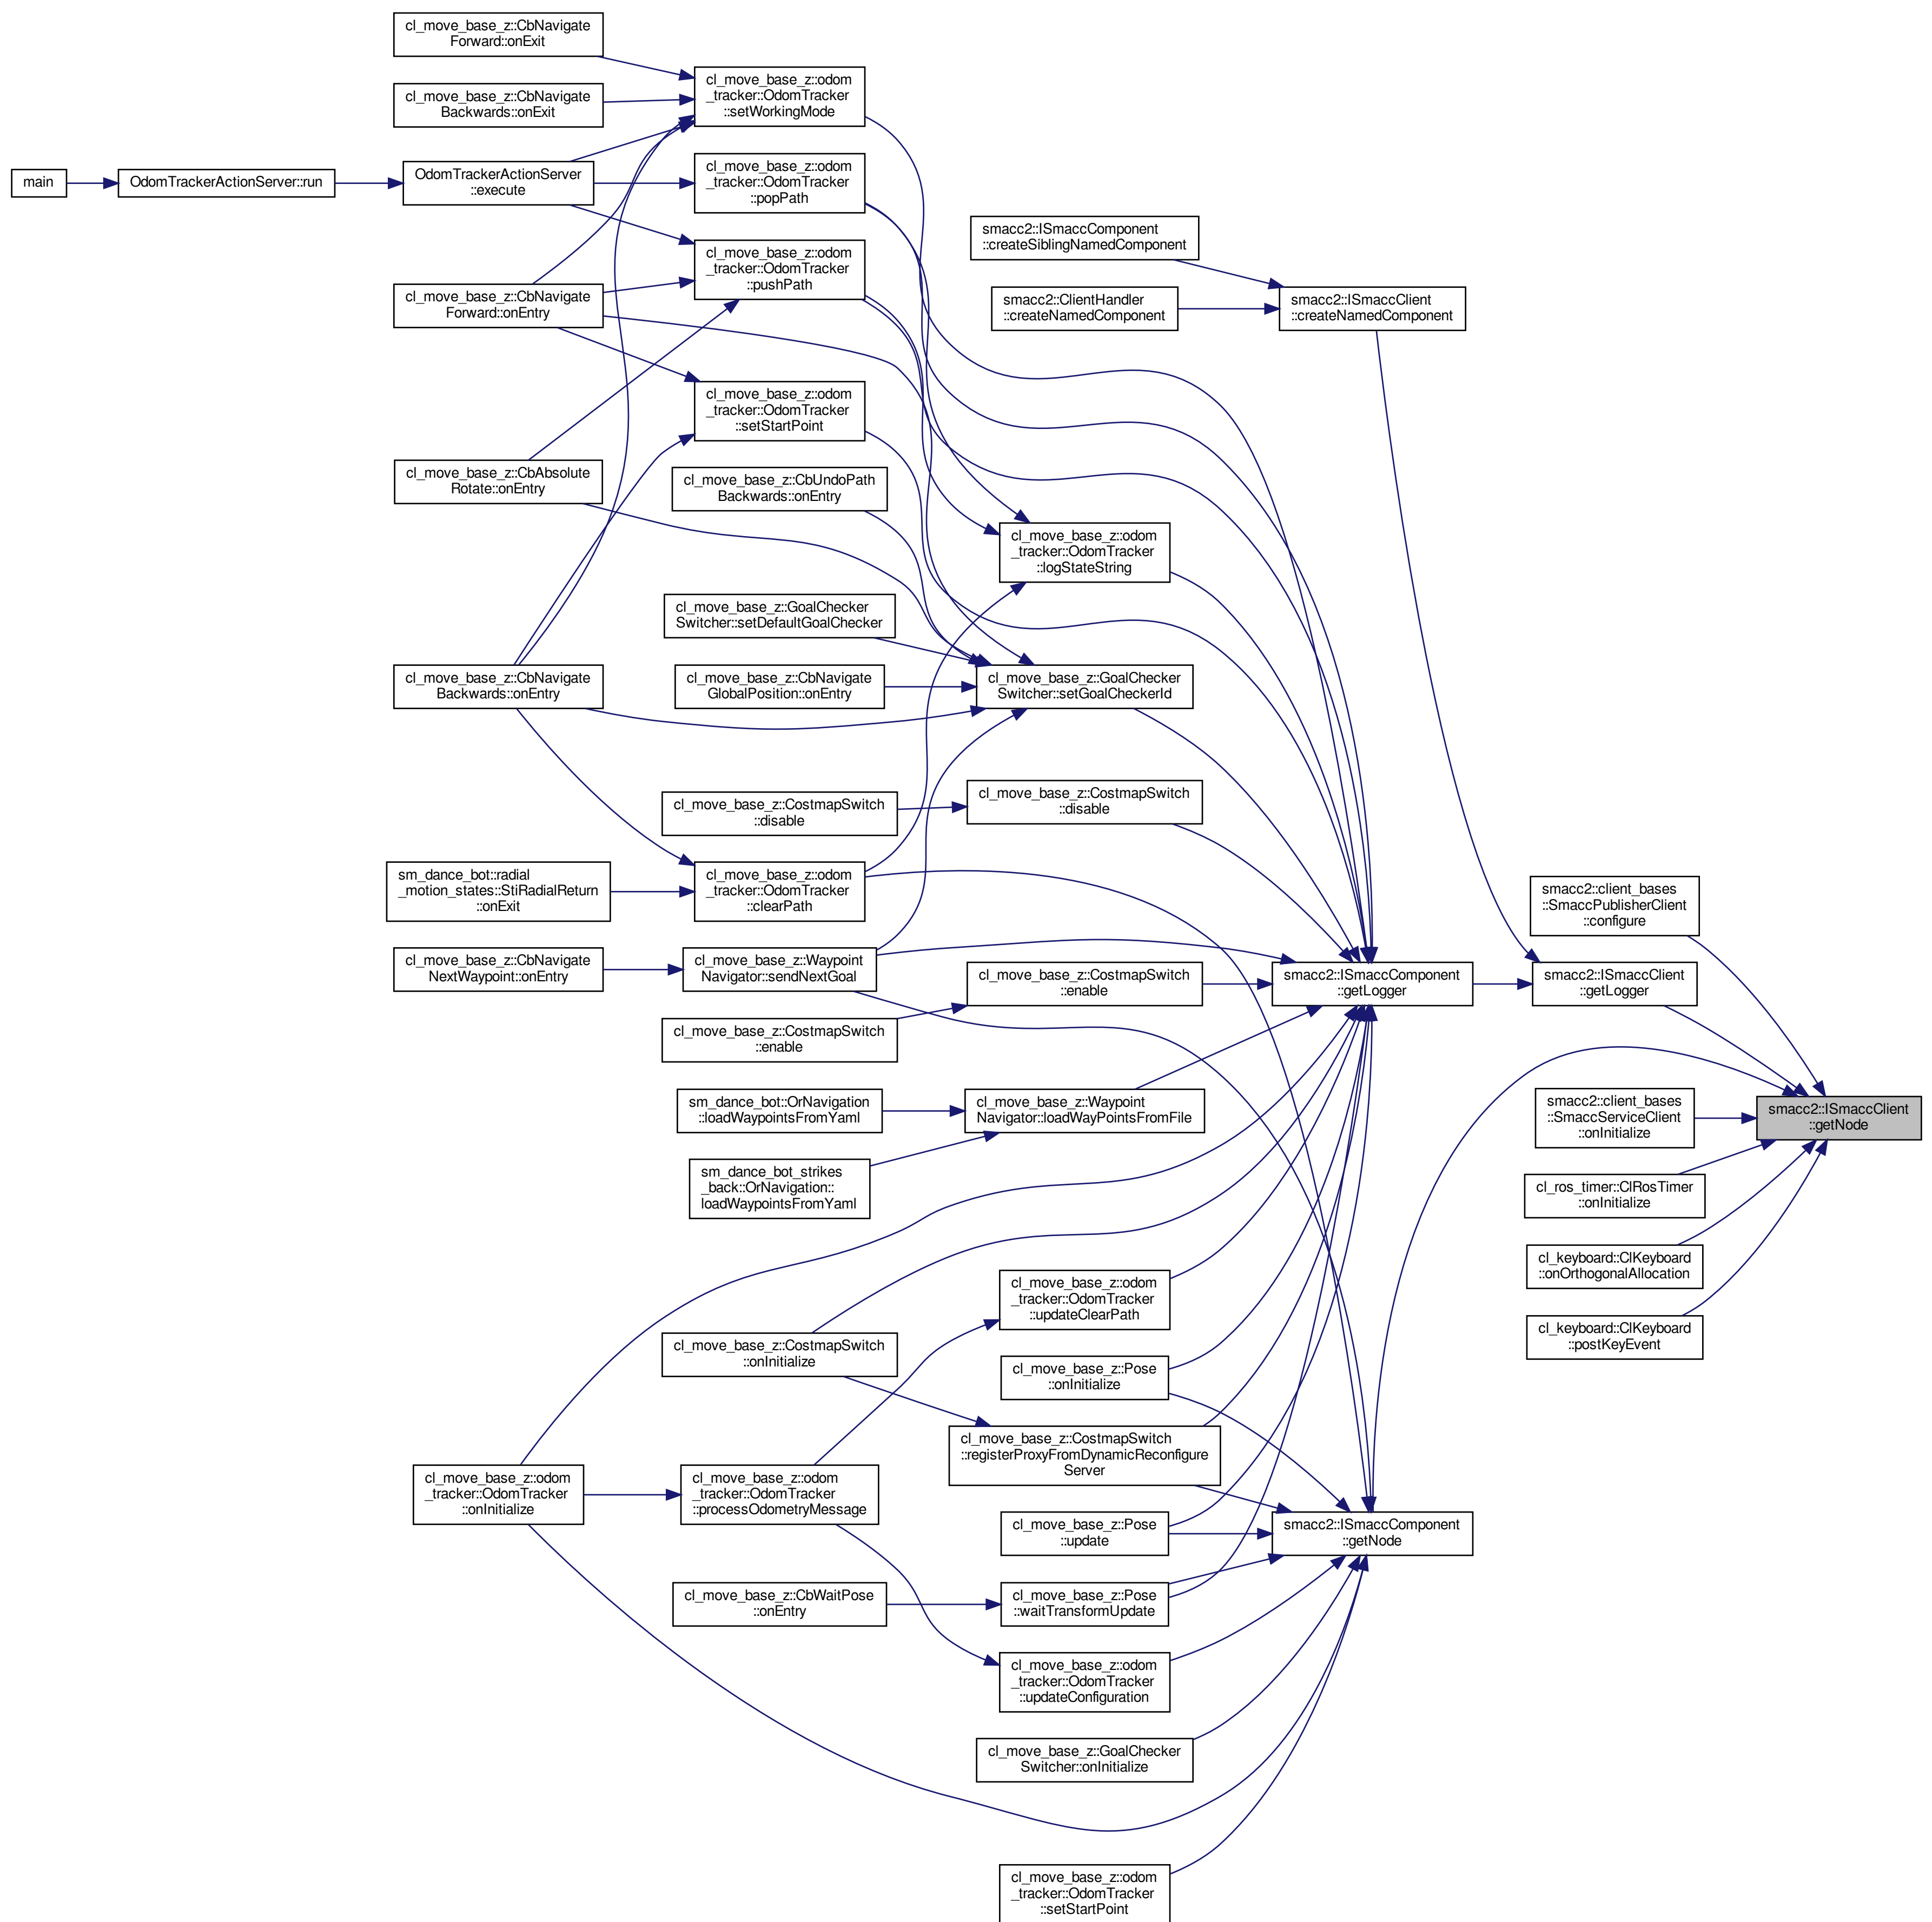 cl_move_base_z::CbNavigate
Forward::onExit
cl_move_base_z::CbNavigate
Backwards::onExit
main
OdomTrackerActionServer::run
OdomTrackerActionServer
::execute
cl_move_base_z::CbNavigate
Forward::onEntry
cl_move_base_z::CbAbsolute
Rotate::onEntry
cl_move_base_z::CbNavigate
Backwards::onEntry
sm_dance_bot::radial
_motion_states::StiRadialReturn
::onExit
cl_move_base_z::CbNavigate
NextWaypoint::onEntry
cl_move_base_z::odom
_tracker::OdomTracker
::onInitialize
cl_move_base_z::odom
_tracker::OdomTracker
::setWorkingMode
cl_move_base_z::odom
_tracker::OdomTracker
::popPath
cl_move_base_z::odom
_tracker::OdomTracker
::pushPath
cl_move_base_z::odom
_tracker::OdomTracker
::setStartPoint
cl_move_base_z::CbUndoPath
Backwards::onEntry
cl_move_base_z::GoalChecker
Switcher::setDefaultGoalChecker
cl_move_base_z::CbNavigate
GlobalPosition::onEntry
cl_move_base_z::CostmapSwitch
::disable
cl_move_base_z::odom
_tracker::OdomTracker
::clearPath
cl_move_base_z::Waypoint
Navigator::sendNextGoal
cl_move_base_z::CostmapSwitch
::enable
sm_dance_bot::OrNavigation
::loadWaypointsFromYaml
sm_dance_bot_strikes
_back::OrNavigation::
loadWaypointsFromYaml
cl_move_base_z::CostmapSwitch
::onInitialize
cl_move_base_z::odom
_tracker::OdomTracker
::processOdometryMessage
cl_move_base_z::CbWaitPose
::onEntry
smacc2::ISmaccComponent
::createSiblingNamedComponent
smacc2::ClientHandler
::createNamedComponent
cl_move_base_z::odom
_tracker::OdomTracker
::logStateString
cl_move_base_z::GoalChecker
Switcher::setGoalCheckerId
cl_move_base_z::CostmapSwitch
::disable
cl_move_base_z::CostmapSwitch
::enable
cl_move_base_z::Waypoint
Navigator::loadWayPointsFromFile
cl_move_base_z::odom
_tracker::OdomTracker
::updateClearPath
cl_move_base_z::Pose
::onInitialize
cl_move_base_z::CostmapSwitch
::registerProxyFromDynamicReconfigure
Server
cl_move_base_z::Pose
::update
cl_move_base_z::Pose
::waitTransformUpdate
cl_move_base_z::odom
_tracker::OdomTracker
::updateConfiguration
cl_move_base_z::GoalChecker
Switcher::onInitialize
cl_move_base_z::odom
_tracker::OdomTracker
::setStartPoint
smacc2::ISmaccClient
::createNamedComponent
smacc2::ISmaccComponent
::getLogger
smacc2::ISmaccComponent
::getNode
smacc2::client_bases
::SmaccPublisherClient
::configure
smacc2::ISmaccClient
::getLogger
smacc2::client_bases
::SmaccServiceClient
::onInitialize
cl_ros_timer::ClRosTimer
::onInitialize
cl_keyboard::ClKeyboard
::onOrthogonalAllocation
cl_keyboard::ClKeyboard
::postKeyEvent
smacc2::ISmaccClient
::getNode